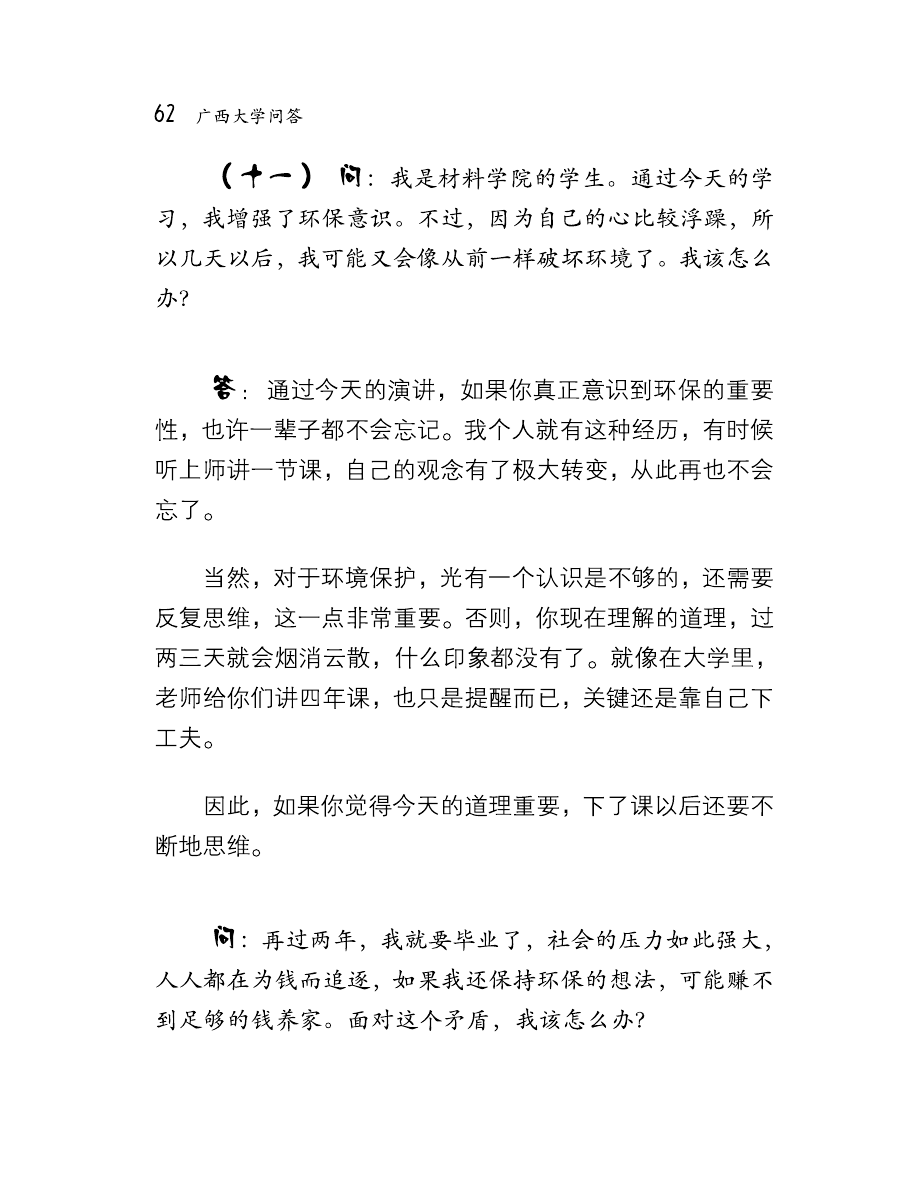 62 广西大学问答
（十一） 问：我是材料学院的学生。通过今天的学
习，我增强了环保意识。不过，因为自己的心比较浮躁，所
以几天以后，我可能又会像从前一样破坏环境了。我该怎么
办？
答：通过今天的演讲，如果你真正意识到环保的重要
性，也许一辈子都不会忘记。我个人就有这种经历，有时候
听上师讲一节课，自己的观念有了极大转变，从此再也不会
忘了。
当然，对于环境保护，光有一个认识是不够的，还需要
反复思维，这一点非常重要。否则，你现在理解的道理，过
两三天就会烟消云散，什么印象都没有了。就像在大学里，
老师给你们讲四年课，也只是提醒而已，关键还是靠自己下
工夫。
因此，如果你觉得今天的道理重要，下了课以后还要不
断地思维。
问：再过两年，我就要毕业了，社会的压力如此强大，
人人都在为钱而追逐，如果我还保持环保的想法，可能赚不
到足够的钱养家。面对这个矛盾，我该怎么办？